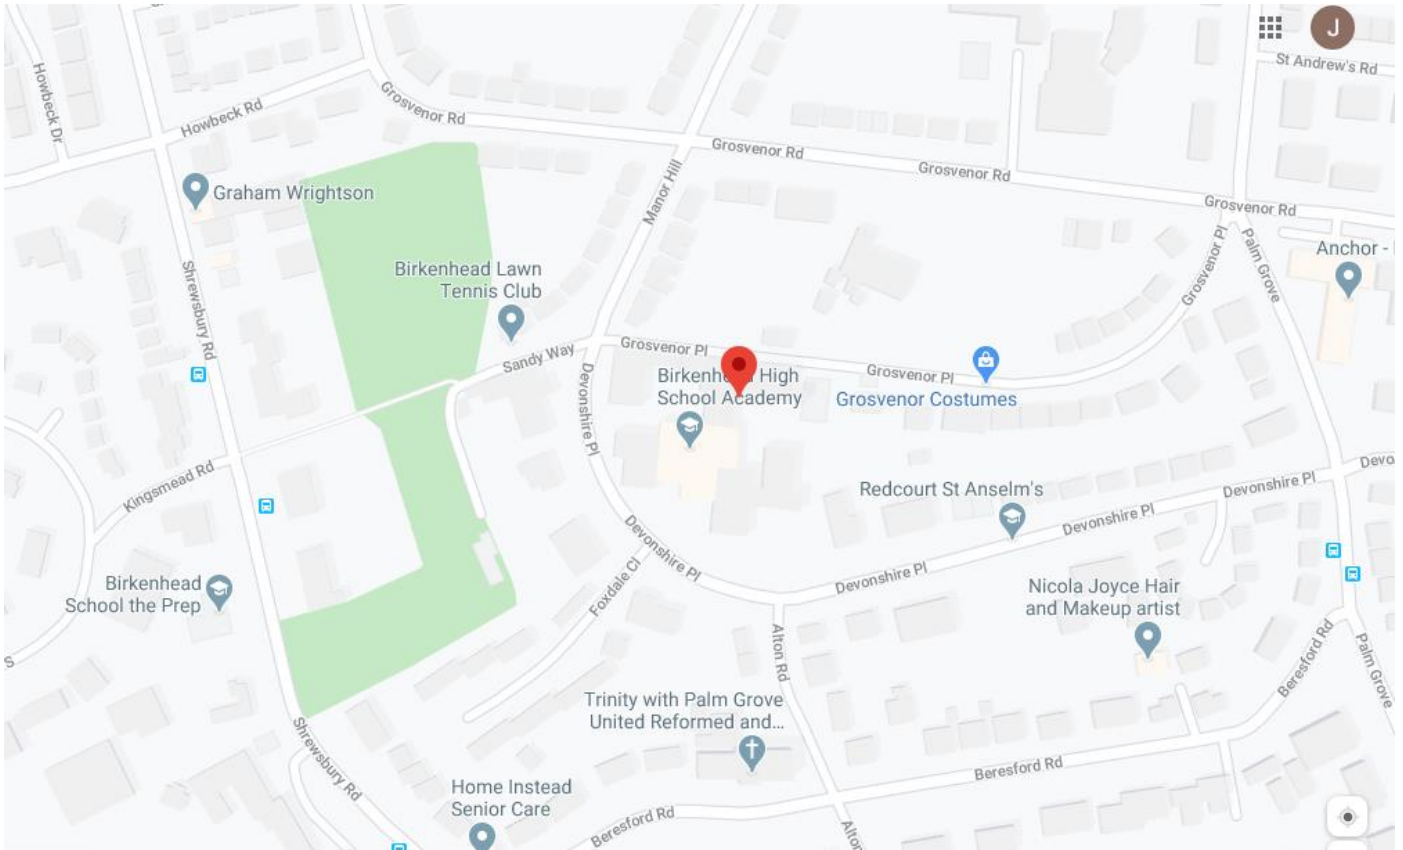 J
St Andrew's Rd
Howbeck Dr
Howbeck Rd
Grosvenor Rd
Grosvenor Rd
Grosvenor Rd
Grosvenor Rd
Manor Hill
Graham Wrightson
Shrewsbury Rd
Birkenhead Lawn
Tennis Club
Grosvenor Pl
Palm Grove
Anchor -
Sandy Way
Grosvenor Pl
Grosvenor Pl
Devonshire Pl
Birkenhead High
School Academy
Grosvenor Costumes
Kingsmead Rd
Devo
Devonshire Pl
Redcourt St Anselm's
Devonshire Pl
Devonshire Pl
Devonshire Pl
Foxdale Cl
Birkenhead
School the Prep
Nicola Joyce Hair
and Makeup artist
Alton Rd
Beresford Rd
Palm Grove
S
Trinity with Palm Grove
United Reformed and...
Shrewsbury Rd
Beresford Rd
Home Instead
Senior Care
Beresford Rd
Alton